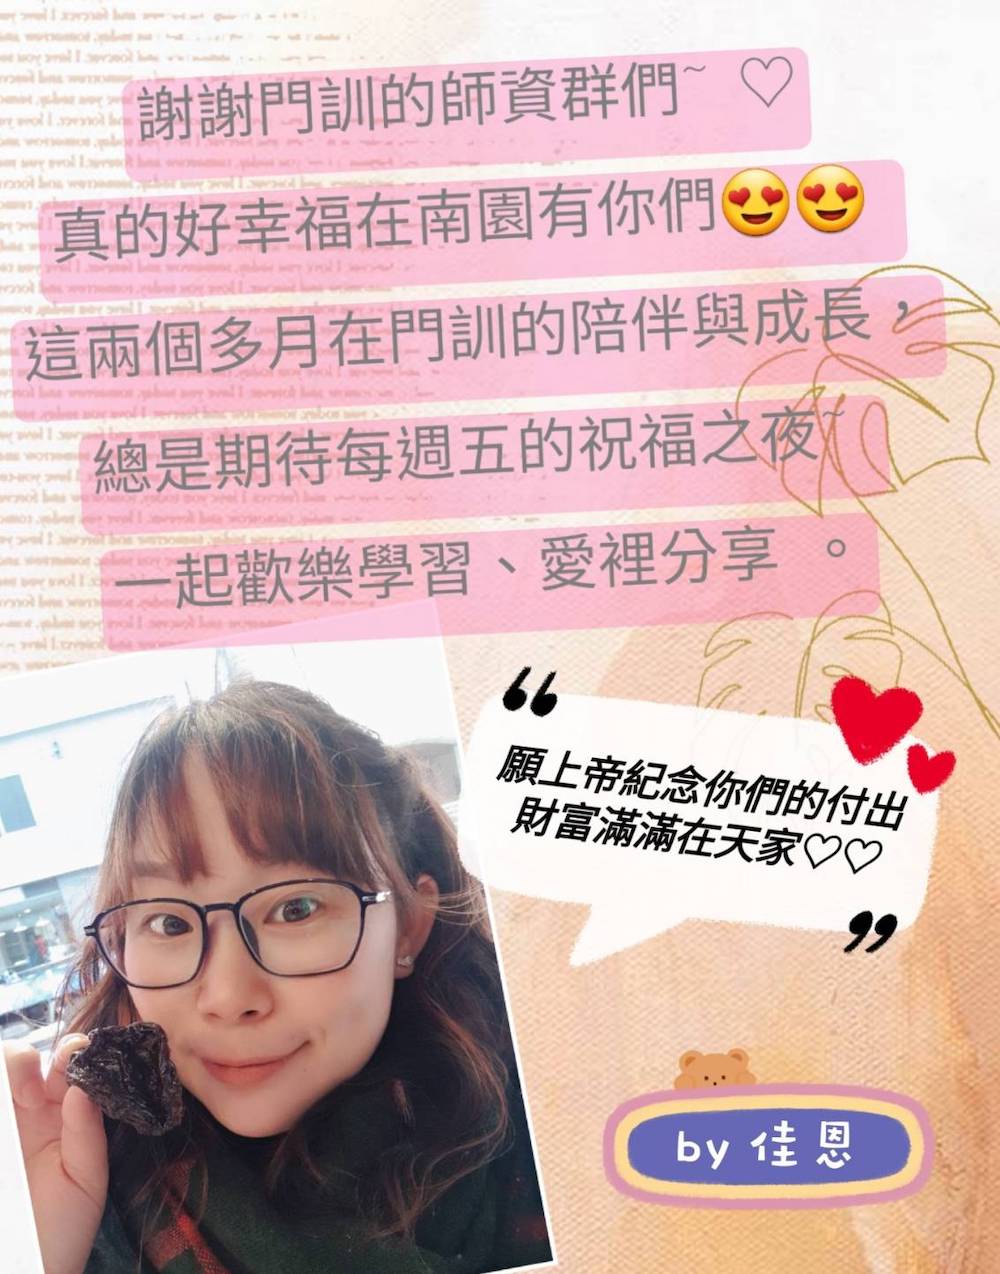 謝謝門訓的師資群們~ ♡
真的好幸福在南園有你們😍😍
這兩個多月在門訓的陪伴與成長，
總是期待每週五的祝福之夜~
一起歡樂學習、愛裡分享 。
“
願上帝紀念你們的付出
財富滿滿在天家♡♡
”
by 佳恩